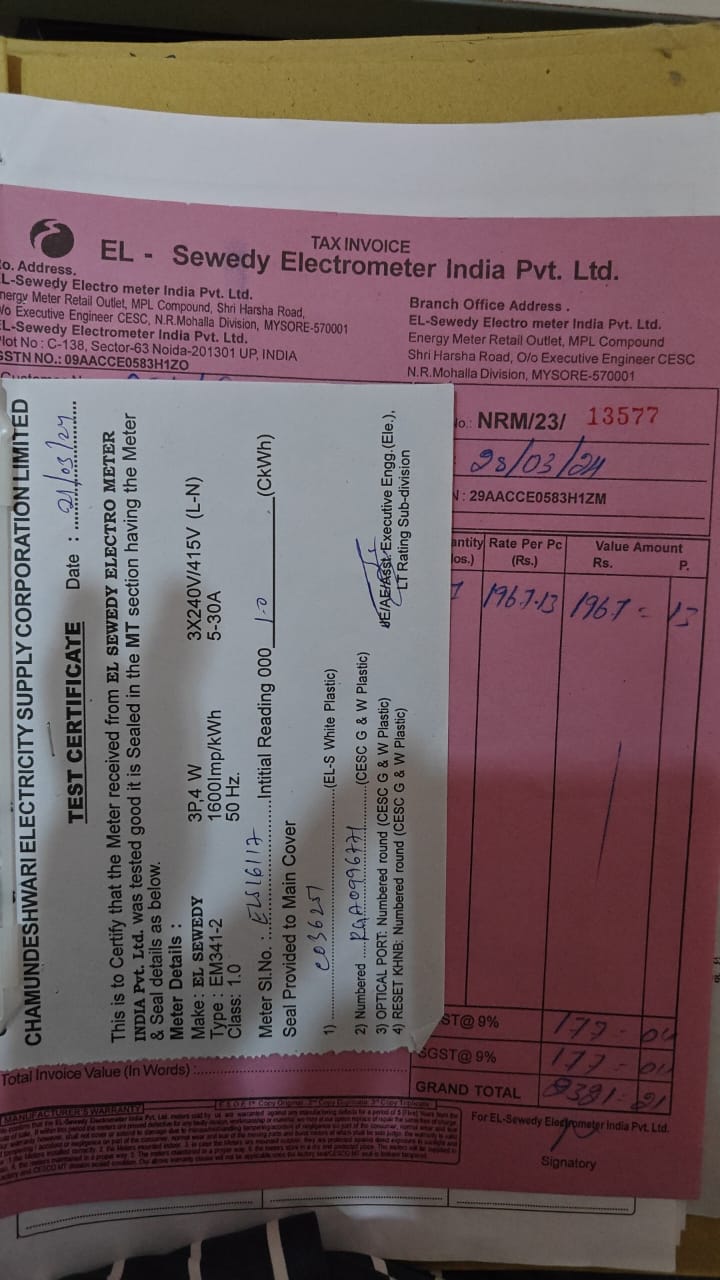 TAX INVOICE
EL - Sewedy Electrometer India Pvt. Ltd.
Address.
L-Sewedy Electro meter India Pvt. Ltd.
nergy Meter Retail Outlet, MPL Compound, Shri Harsha Road,
/o Executive Engineer CESC, N.R.Mohalla Division, MYSORE-570001
L-Sewedy Electrometer India Pvt. Ltd.
lot No : C-138, Sector-63 Noida-201301 UP, INDIA
GSTN NO.: 09AACCE0583H1ZO
Branch Office Address .
EL-Sewedy Electro meter India Pvt. Ltd.
Energy Meter Retail Outlet, MPL Compound
Shri Harsha Road, O/o Executive Engineer CESC
N.R.Mohalla Division, MYSORE-570001
No.: NRM/23/ 13577
28/03/24
N : 29AACCE0583H1ZM
antity Rate Per Pc Value Amount
os.) (Rs.) Rs. P.
1 1967.13 1967 = 13
ST@ 9% 177 - 04
SGST@ 9% 177 - 04
GRAND TOTAL
Total Invoice Value (In Words) :
For EL-Sewedy Electrometer India Pvt. Ltd.
Signatory
MANUFACTURER'S WARRANTY
CHAMUNDESHWARI ELECTRICITY SUPPLY CORPORATION LIMITED
TEST CERTIFICATE Date : 21/03/24
This is to Certify that the Meter received from EL SEWEDY ELECTRO METER
INDIA Pvt. Ltd. was tested good it is Sealed in the MT section having the Meter
& Seal details as below.
Meter Details :
Make : EL SEWEDY 3P,4 W 3X240V/415V (L-N)
Type : EM341-2 1600Imp/kWh 5-30A
Class: 1.0 50 Hz.
Meter Sl.No. : ELS16117 Intitial Reading 000 1.0 (CkWh)
Seal Provided to Main Cover
1) C036251 (EL-S White Plastic)
2) Numbered RGA0996771 (CESC G & W Plastic)
3) OPTICAL PORT: Numbered round (CESC G & W Plastic)
4) RESET KHNB: Numbered round (CESC G & W Plastic)
JE/AE/Asst. Executive Engg.(Ele.),
LT Rating Sub-division